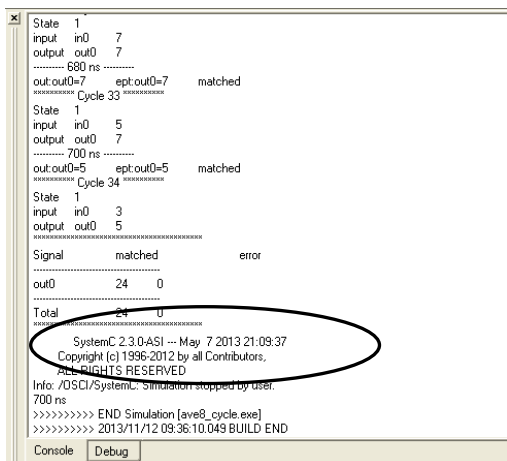 State 1
input in0 7
output out0 7
---------- 680 ns ----------
out:out0=7 ept:out0=7 matched
********** Cycle 33 **********
State 1
input in0 5
output out0 7
---------- 700 ns ----------
out:out0=5 ept:out0=5 matched
********** Cycle 34 **********
State 1
input in0 3
output out0 5
******************************************
Signal matched error
------------------------------------------
out0 24 0
------------------------------------------
Total 24 0
******************************************
SystemC 2.3.0-ASI --- May 7 2013 21:09:37
Copyright (c) 1996-2012 by all Contributors,
ALL RIGHTS RESERVED
Info: /OSCI/SystemC: Simulation stopped by user.
700 ns
>>>>>>>>>> END Simulation [ave8_cycle.exe]
>>>>>>>>>> 2013/11/12 09:36:10.049 BUILD END
Console Debug